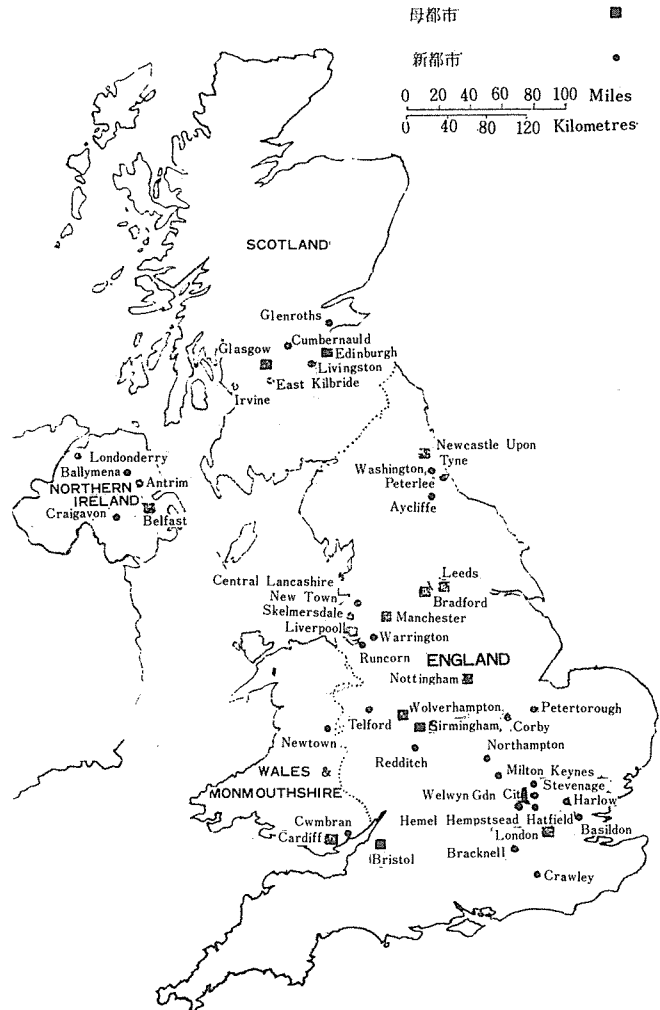 母都市
新都市
0 20 40 60 80 100 Miles
0 40 80 120 Kilometres
SCOTLAND
Glenroths
Cumbernauld
Glasgow
Edinburgh
Livingston
East Kilbride
Irvine
Newcastle Upon
Tyne
Washington
Peterlee
Aycliffe
Londonderry
Ballymena
Antrim
NORTHERN
IRELAND
Craigavon
Belfast
Leeds
Bradford
Central Lancashire
New Town
Skelmersdale
Liverpool
Manchester
Warrington
Runcorn
ENGLAND
Nottingham
Wolverhampton
Birmingham
Telford
Petertorough
Corby
Newtown
Redditch
Northampton
Milton Keynes
Stevenage
WALES &
MONMOUTHSHIRE
Welwyn Gdn City
Harlow
Hemel Hempstsead Hatfield
Basildon
London
Cwmbran
Cardiff
Bristol
Bracknell
Crawley